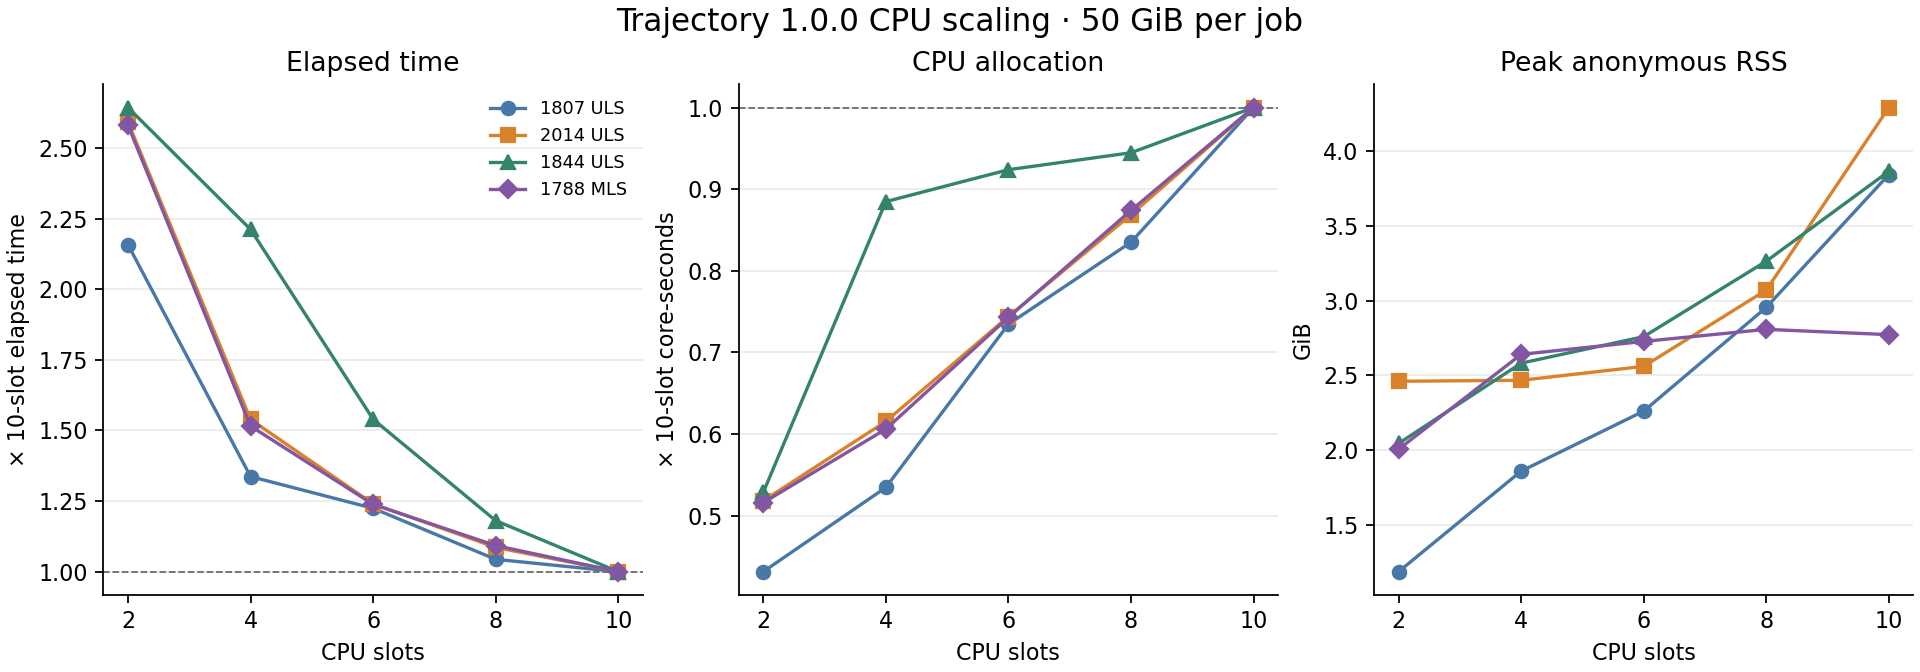 Trajectory 1.0.0 CPU scaling · 50 GiB per job
Elapsed time
× 10-slot elapsed time
2.50
2.25
2.00
1.75
1.50
1.25
1.00
2 4 6 8 10
CPU slots
1807 ULS
2014 ULS
1844 ULS
1788 MLS
CPU allocation
× 10-slot core-seconds
1.0
0.9
0.8
0.7
0.6
0.5
2 4 6 8 10
CPU slots
Peak anonymous RSS
GiB
4.0
3.5
3.0
2.5
2.0
1.5
2 4 6 8 10
CPU slots